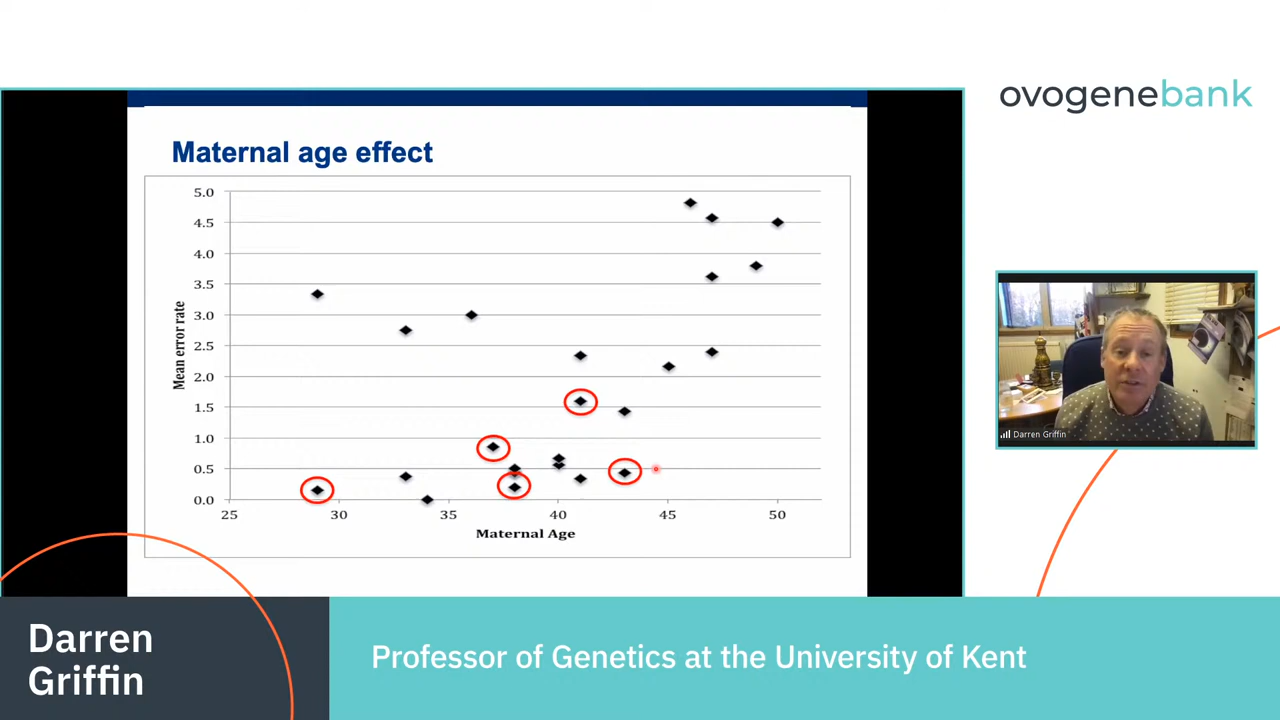 ovogenebank
Maternal age effect
5.0
4.5
4.0
3.5
3.0
2.5
2.0
1.5
1.0
0.5
0.0
Mean error rate
25 30 35 40 45 50
Maternal Age
Darren Griffin
Darren
Griffin
Professor of Genetics at the University of Kent